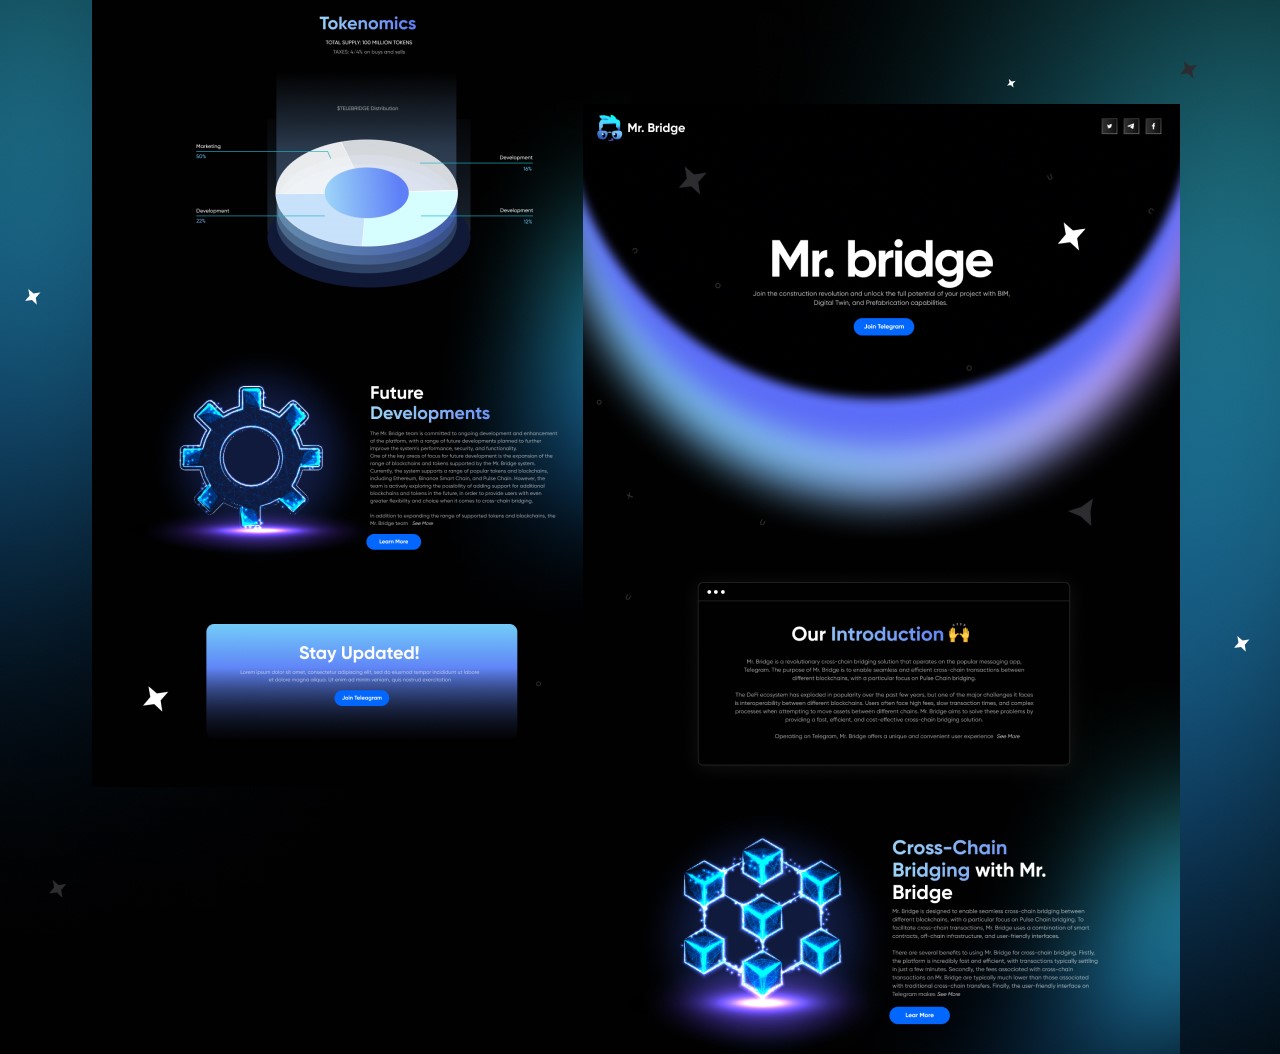 Tokenomics
TOTAL SUPPLY: 100 MILLION TOKENS
TAXES: 4/4% on buys and sells
$TELEBRIDGE Distribution
Marketing
50%
Development
16%
Development
22%
Development
12%
Future
Developments
The Mr. Bridge team is committed to ongoing development and enhancement
of the platform, with a range of future developments planned to further
improve the system's performance, security, and functionality.
One of the key areas of focus for future development is the expansion of the
range of blockchains and tokens supported by the Mr. Bridge system.
Currently, the system supports a range of popular tokens and blockchains,
including Ethereum, Binance Smart Chain, and Pulse Chain. However, the
team is actively exploring the possibility of adding support for additional
blockchains and tokens in the future, in order to provide users with even
greater flexibility and choice when it comes to cross-chain bridging.
In addition to expanding the range of supported tokens and blockchains, the
Mr. Bridge team See More
Learn More
Stay Updated!
Lorem ipsum dolor sit amet, consectetur adipiscing elit, sed do eiusmod tempor incididunt ut labore
et dolore magna aliqua. Ut enim ad minim veniam, quis nostrud exercitation
Join Teleagram
Mr. Bridge
Mr. bridge
Join the construction revolution and unlock the full potential of your project with BIM,
Digital Twin, and Prefabrication capabilities.
Join Telegram
Our Introduction 🙌
Mr. Bridge is a revolutionary cross-chain bridging solution that operates on the popular messaging app,
Telegram. The purpose of Mr. Bridge is to enable seamless and efficient cross-chain transactions between
different blockchains, with a particular focus on Pulse Chain bridging.
The DeFi ecosystem has exploded in popularity over the past few years, but one of the major challenges it faces
is interoperability between different blockchains. Users often face high fees, slow transaction times, and complex
processes when attempting to move assets between different chains. Mr. Bridge aims to solve these problems by
providing a fast, efficient, and cost-effective cross-chain bridging solution.
Operating on Telegram, Mr. Bridge offers a unique and convenient user experience See More
Cross-Chain
Bridging with Mr.
Bridge
Mr. Bridge is designed to enable seamless cross-chain bridging between
different blockchains, with a particular focus on Pulse Chain bridging. To
facilitate cross-chain transactions, Mr. Bridge uses a combination of smart
contracts, off-chain infrastructure, and user-friendly interfaces.
There are several benefits to using Mr. Bridge for cross-chain bridging. Firstly,
the platform is incredibly fast and efficient, with transactions typically settling
in just a few minutes. Secondly, the fees associated with cross-chain
transactions on Mr. Bridge are typically much lower than those associated
with traditional cross-chain transfers. Finally, the user-friendly interface on
Telegram makes See More
Lear More